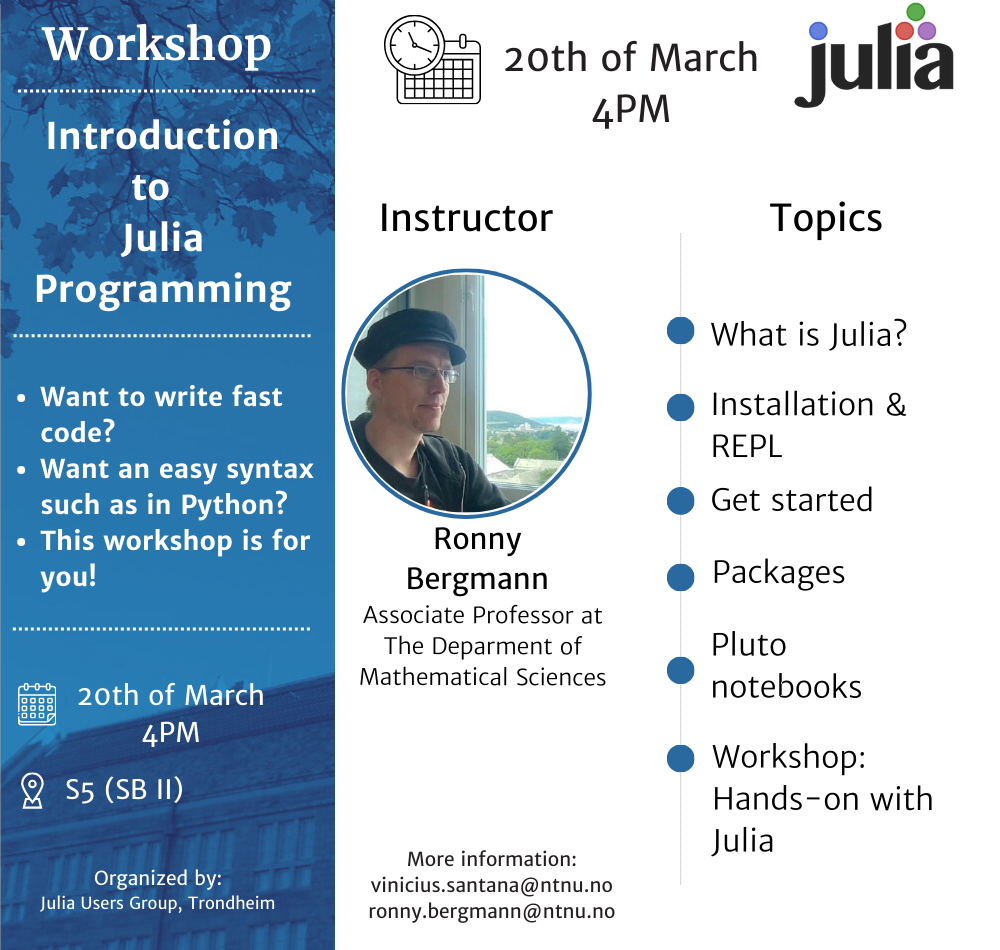 Workshop
Introduction
to
Julia
Programming
• Want to write fast
code?
• Want an easy syntax
such as in Python?
• This workshop is for
you!
20th of March
4PM
S5 (SB II)
Organized by:
Julia Users Group, Trondheim
20th of March
4PM
julia
Instructor
Ronny
Bergmann
Associate Professor at
The Deparment of
Mathematical Sciences
More information:
vinicius.santana@ntnu.no
ronny.bergmann@ntnu.no
Topics
What is Julia?
Installation &
REPL
Get started
Packages
Pluto
notebooks
Workshop:
Hands-on with
Julia